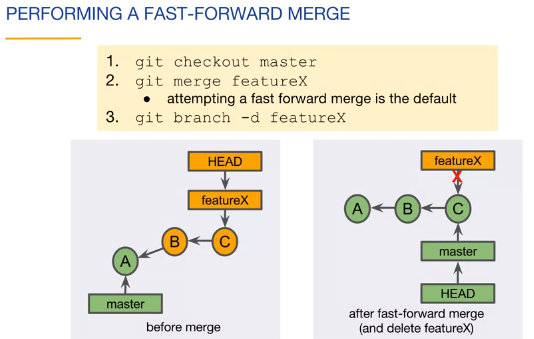 PERFORMING A FAST-FORWARD MERGE
1. git checkout master
2. git merge featureX
● attempting a fast forward merge is the default
3. git branch -d featureX
HEAD
featureX
B
C
A
master
before merge
featureX
X
A
B
C
master
HEAD
after fast-forward merge
(and delete featureX)